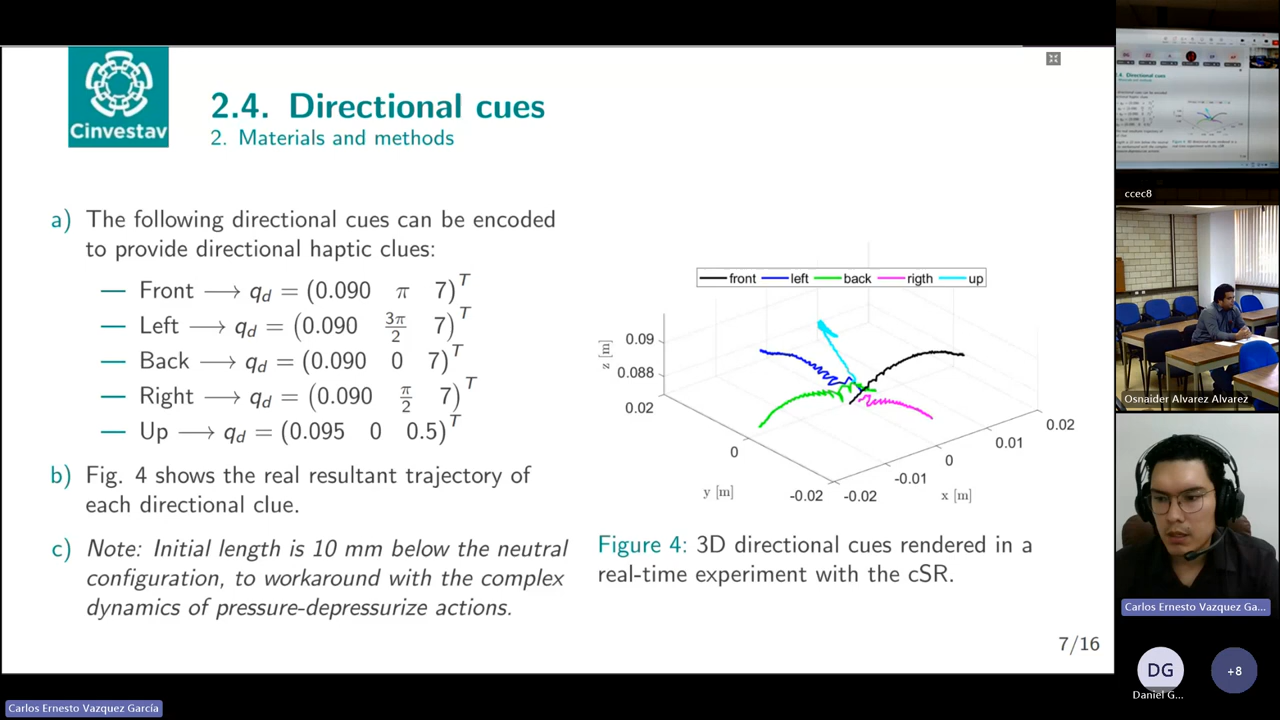 Cinvestav
2.4. Directional cues
2. Materials and methods
a) The following directional cues can be encoded
to provide directional haptic clues:
— Front ⟶ q_d = (0.090 π 7)^T
— Left ⟶ q_d = (0.090 3π/2 7)^T
— Back ⟶ q_d = (0.090 0 7)^T
— Right ⟶ q_d = (0.090 π/2 7)^T
— Up ⟶ q_d = (0.095 0 0.5)^T
b) Fig. 4 shows the real resultant trajectory of
each directional clue.
c) Note: Initial length is 10 mm below the neutral
configuration, to workaround with the complex
dynamics of pressure-depressurize actions.
front left back rigth up
z [m]
0.09
0.088
0.02
0
-0.02
y [m]
-0.02
-0.01
0
0.01
0.02
x [m]
Figure 4: 3D directional cues rendered in a
real-time experiment with the cSR.
7/16
Carlos Ernesto Vazquez García
ccec8
Osnaider Alvarez Alvarez
Carlos Ernesto Vazquez Ga...
DG
Daniel G...
+8